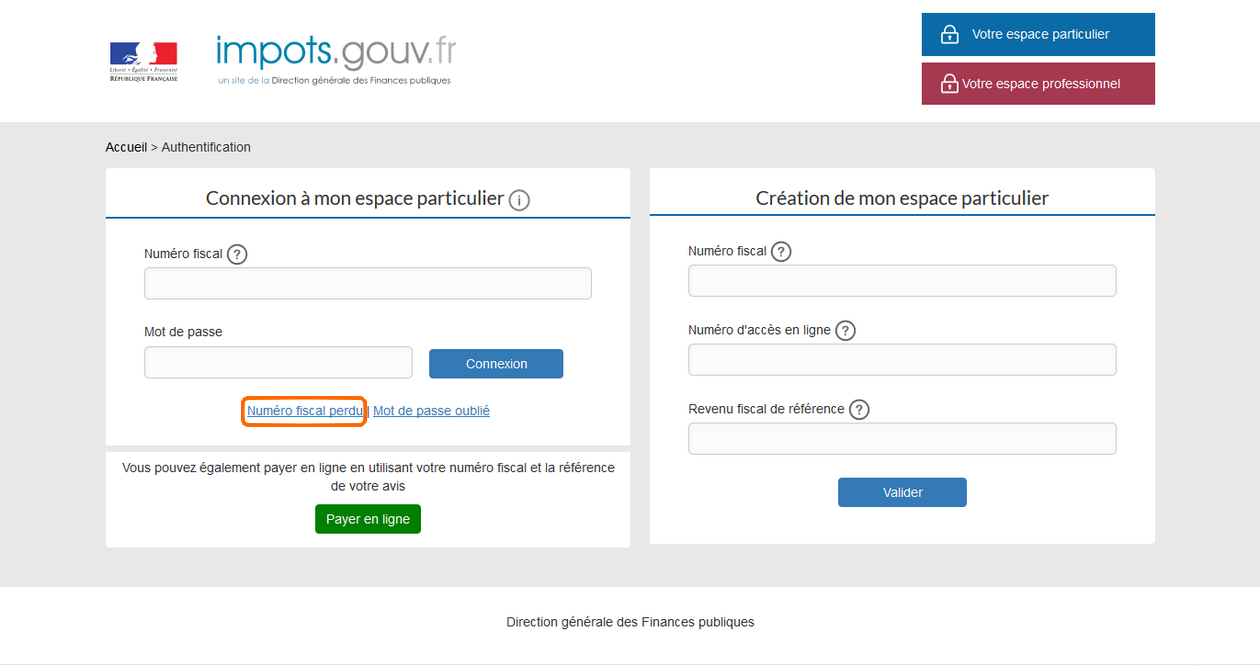 Liberté • Égalité • Fraternité
RÉPUBLIQUE FRANÇAISE
impots.gouv.fr
un site de la Direction générale des Finances publiques
Votre espace particulier
Votre espace professionnel
Accueil > Authentification
Connexion à mon espace particulier i
Numéro fiscal ?
Mot de passe
Connexion
Numéro fiscal perdu | Mot de passe oublié
Vous pouvez également payer en ligne en utilisant votre numéro fiscal et la référence
de votre avis
Payer en ligne
Création de mon espace particulier
Numéro fiscal ?
Numéro d'accès en ligne ?
Revenu fiscal de référence ?
Valider
Direction générale des Finances publiques